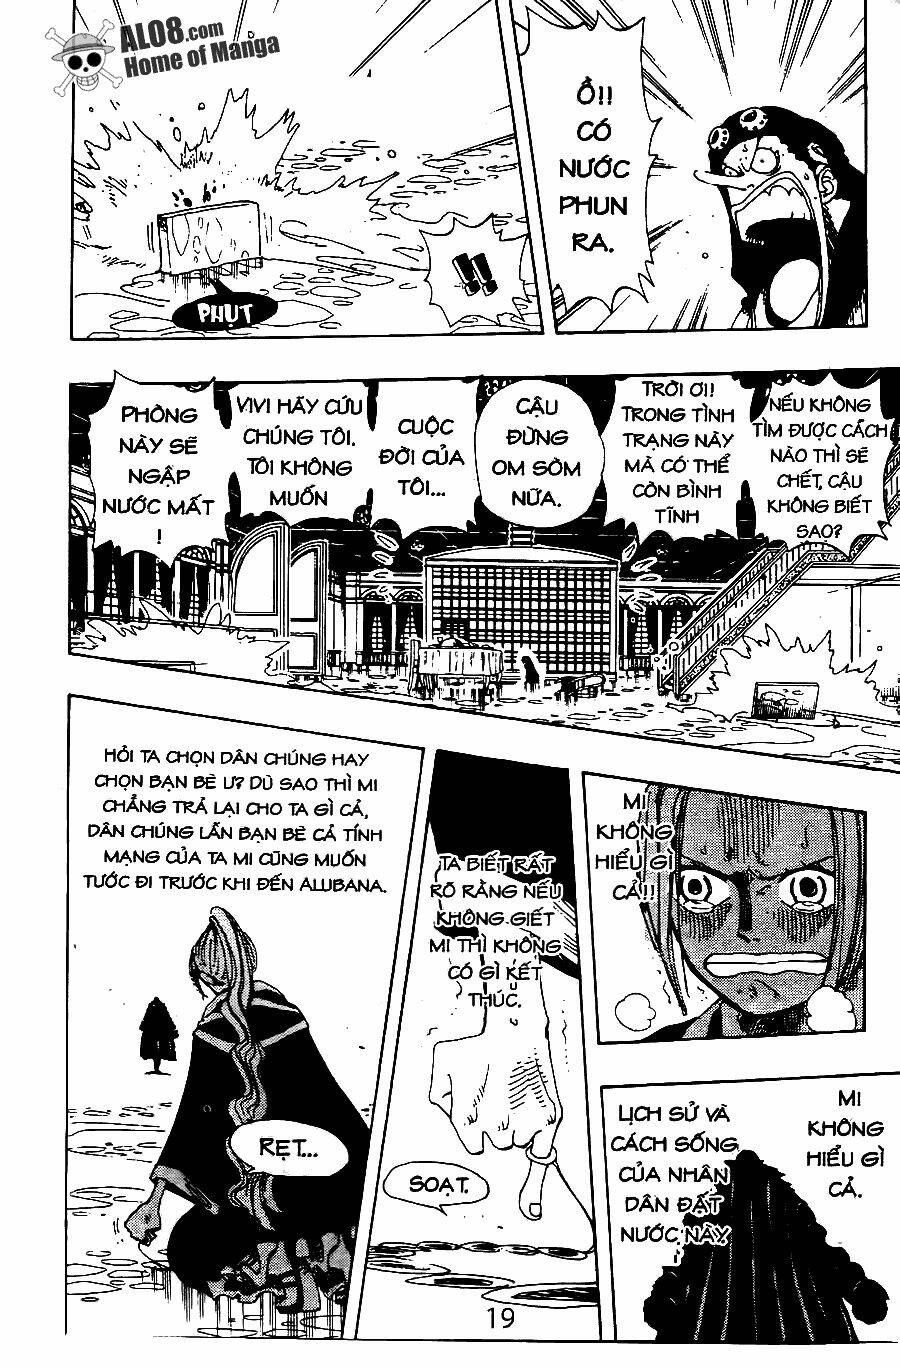 AL08.com
Home of Manga
Ồ!!
CÓ
NƯỚC
PHUN
RA.
!!
PHỤT
NẾU KHÔNG
TÌM ĐƯỢC CÁCH
NÀO THÌ SẼ
CHẾT, CẬU
KHÔNG BIẾT
SAO?
TRỜI ƠI!
TRONG TÌNH
TRẠNG NÀY
MÀ CÓ THỂ
CÒN BÌNH
TĨNH
CẬU
ĐỪNG
OM SÒM
NỮA.
CUỘC
ĐỜI CỦA
TÔI...
VIVI HÃY CỨU
CHÚNG TÔI.
TÔI KHÔNG
MUỐN
PHÒNG
NÀY SẼ
NGẬP
NƯỚC MẤT
!
MI
KHÔNG
HIỂU GÌ
CẢ!!
TA BIẾT RẤT
RÕ RẰNG NẾU
KHÔNG GIẾT
MI THÌ KHÔNG
CÓ GÌ KẾT
THÚC.
HỎI TA CHỌN DÂN CHÚNG HAY
CHỌN BẠN BÈ Ư? DÙ SAO THÌ MI
CHẲNG TRẢ LẠI CHO TA GÌ CẢ,
DÂN CHÚNG LẪN BẠN BÈ CẢ TÍNH
MẠNG CỦA TA MI CŨNG MUỐN
TƯỚC ĐI TRƯỚC KHI ĐẾN ALUBANA.
MI
KHÔNG
HIỂU GÌ
CẢ.
LỊCH SỬ VÀ
CÁCH SỐNG
CỦA NHÂN
DÂN ĐẤT
NƯỚC NÀY.
SOẠT.
RẸT...
19